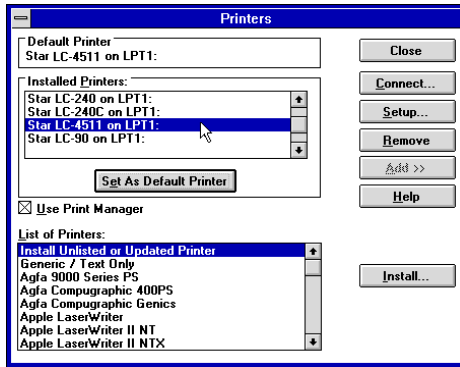 Printers
Default Printer
Star LC-4511 on LPT1:
Installed Printers:
Star LC-240 on LPT1:
Star LC-240C on LPT1:
Star LC-4511 on LPT1:
Star LC-90 on LPT1:
Set As Default Printer
Use Print Manager
List of Printers:
Install Unlisted or Updated Printer
Generic / Text Only
Agfa 9000 Series PS
Agfa Compugraphic 400PS
Agfa Compugraphic Genics
Apple LaserWriter
Apple LaserWriter II NT
Apple LaserWriter II NTX
Close
Connect...
Setup...
Remove
Add >>
Help
Install...